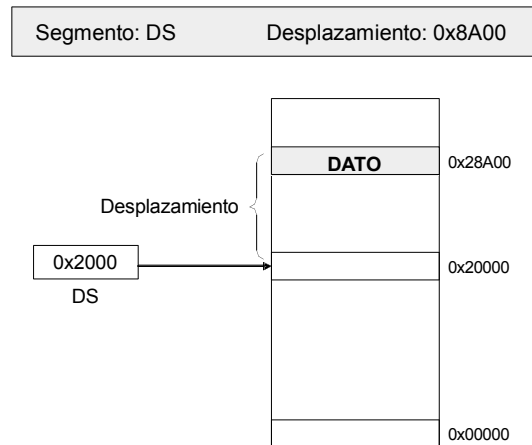 Segmento: DS Desplazamiento: 0x8A00
DATO 0x28A00
Desplazamiento
0x2000 0x20000
DS
0x00000